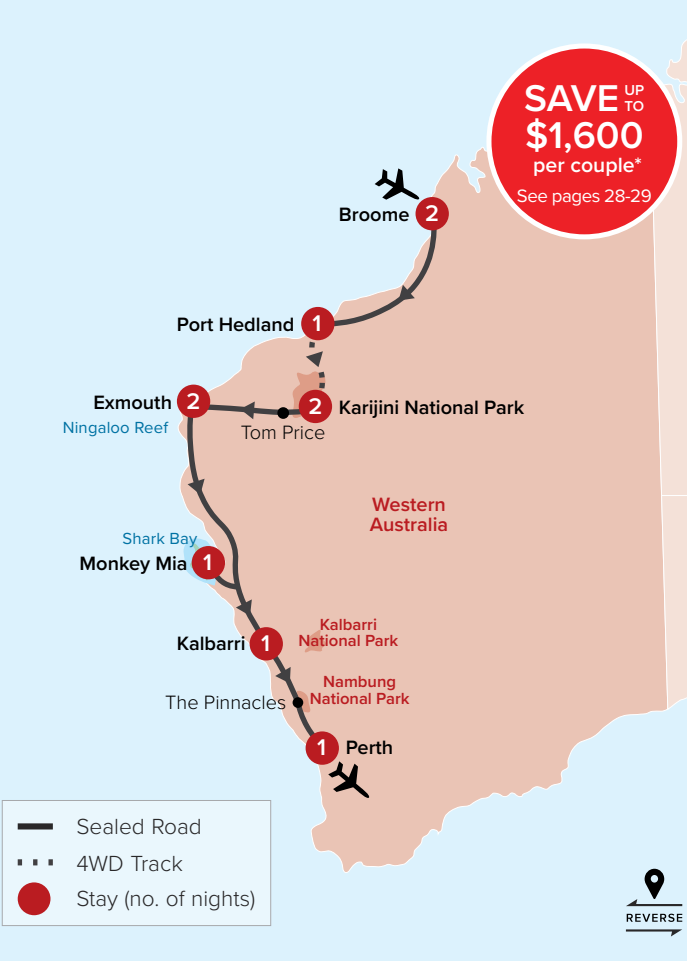 SAVE UP TO
$1,600
per couple*
See pages 28-29
Broome 2
Port Hedland 1
Exmouth 2
Ningaloo Reef
2 Karijini National Park
Tom Price
Western
Australia
Shark Bay
Monkey Mia 1
Kalbarri
National Park
Kalbarri 1
Nambung
National Park
The Pinnacles
1 Perth
Sealed Road
4WD Track
Stay (no. of nights)
REVERSE